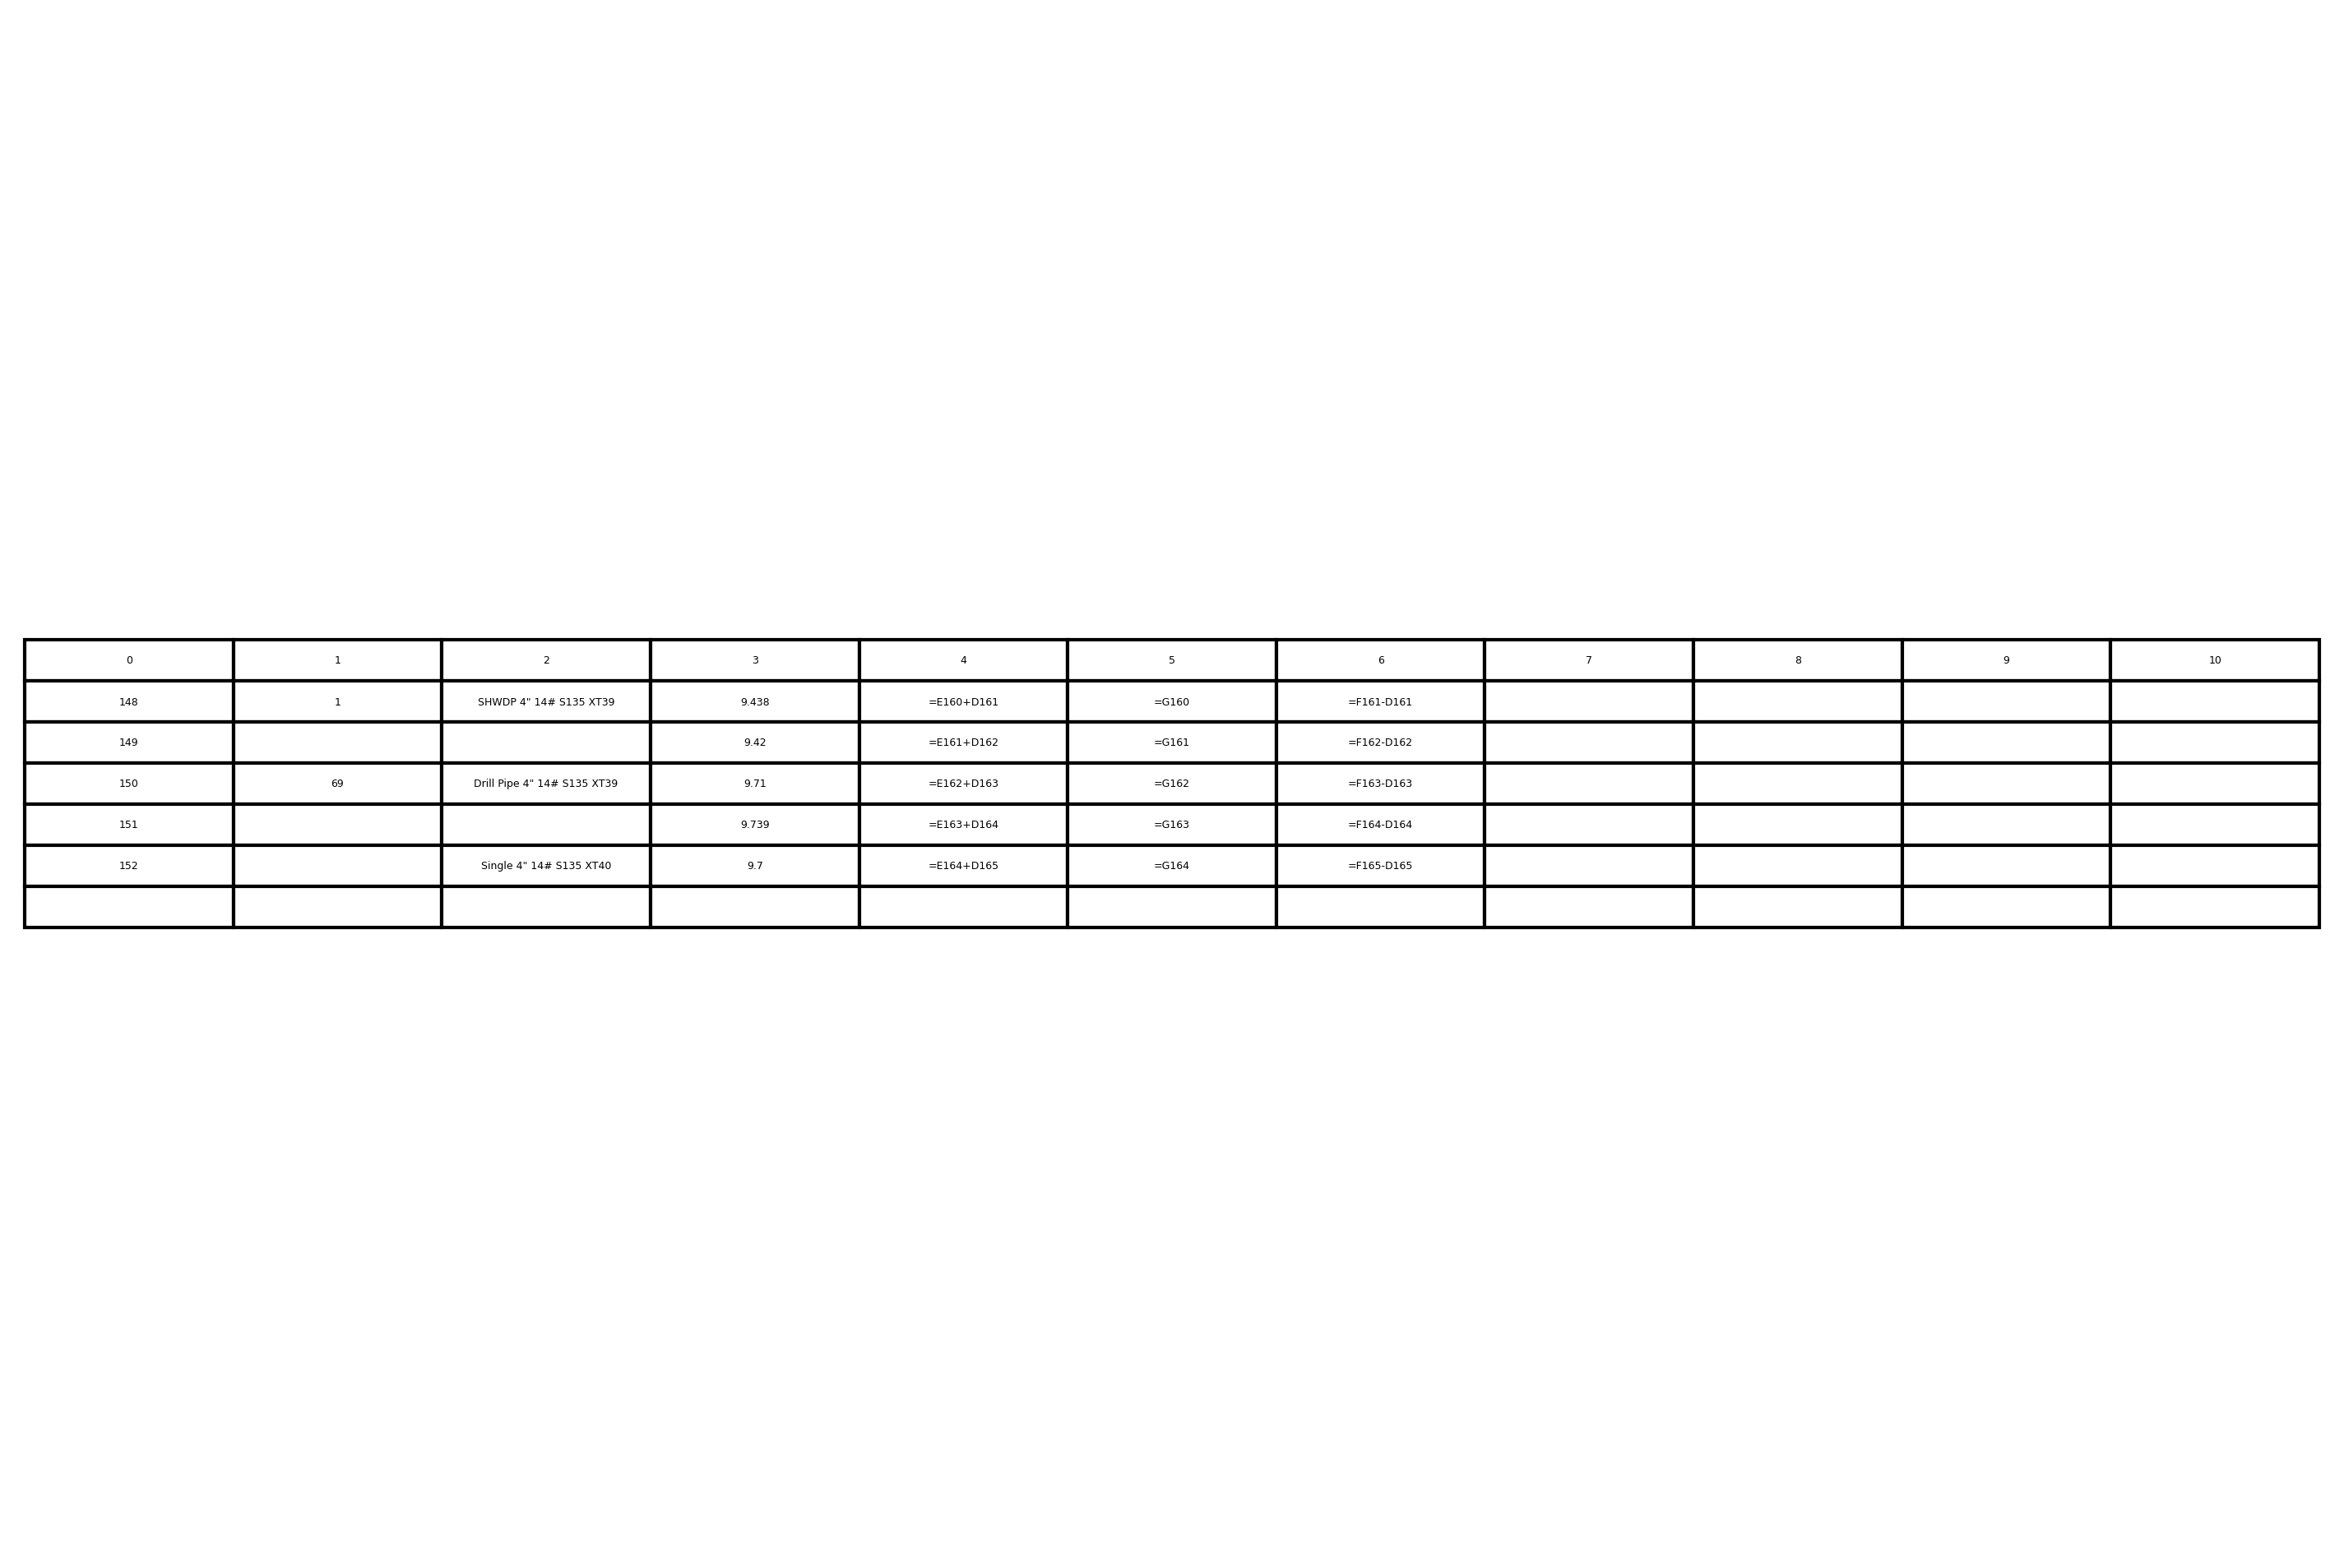 0 1 2 3 4 5 6 7 8 9 10
148 1 SHWDP 4" 14# S135 XT39 9.438 =E160+D161 =G160 =F161-D161
149 9.42 =E161+D162 =G161 =F162-D162
150 69 Drill Pipe 4" 14# S135 XT39 9.71 =E162+D163 =G162 =F163-D163
151 9.739 =E163+D164 =G163 =F164-D164
152 Single 4" 14# S135 XT40 9.7 =E164+D165 =G164 =F165-D165